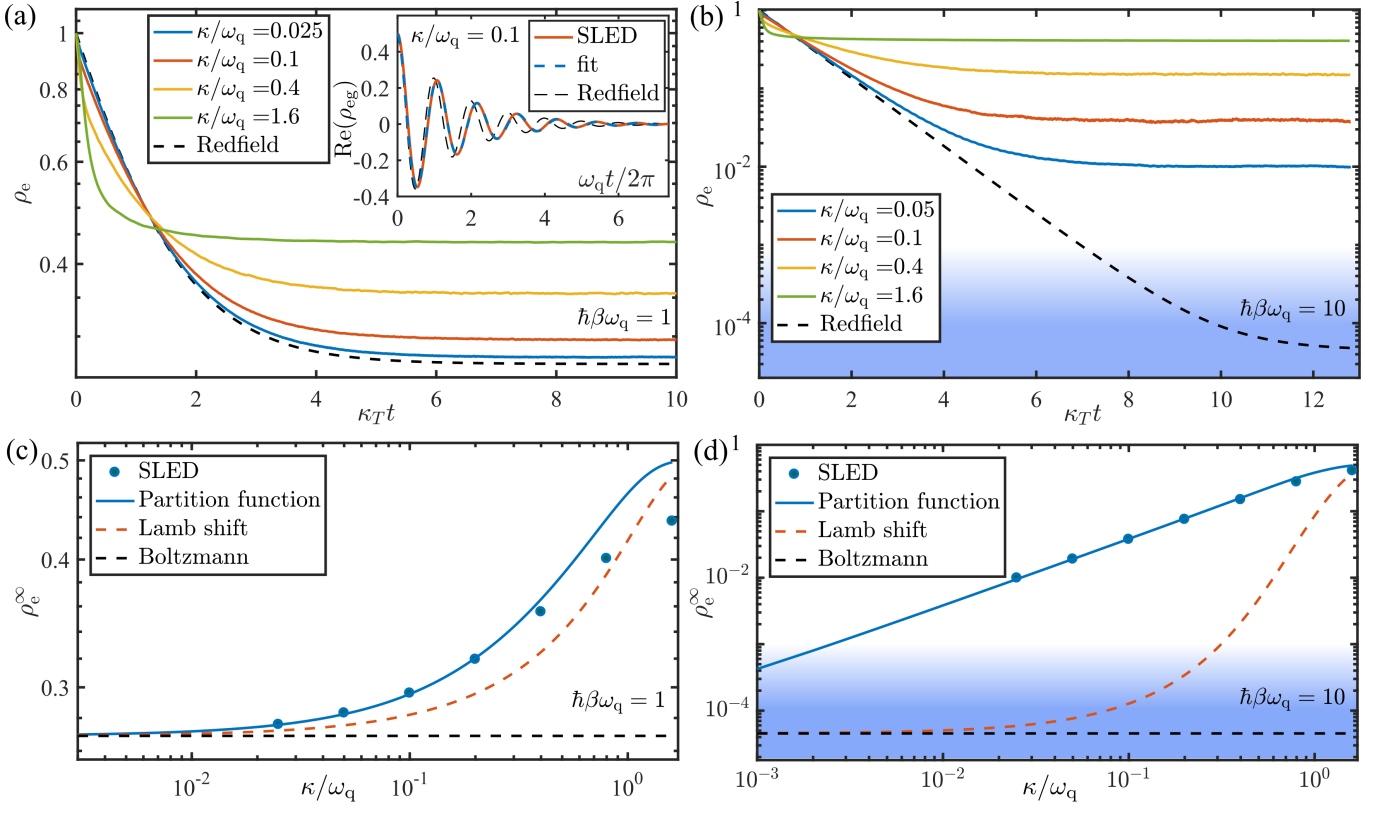 (a)
1
0.8
0.6
0.4
ρe
κ/ωq =0.025
κ/ωq =0.1
κ/ωq =0.4
κ/ωq =1.6
Redfield
κ/ωq = 0.1
SLED
fit
Redfield
Re(ρeg)
0.4
0.2
0
-0.2
-0.4
ωqt/2π
0 2 4 6
ħβωq = 1
0 2 4 6 8 10
κT t
(b)
1
10^-2
10^-4
ρe
κ/ωq =0.05
κ/ωq =0.1
κ/ωq =0.4
κ/ωq =1.6
Redfield
ħβωq = 10
0 2 4 6 8 10 12
κT t
(c)
0.5
0.4
0.3
ρe^∞
SLED
Partition function
Lamb shift
Boltzmann
ħβωq = 1
10^-2 10^-1 10^0
κ/ωq
(d)
1
10^-2
10^-4
ρe^∞
SLED
Partition function
Lamb shift
Boltzmann
ħβωq = 10
10^-3 10^-2 10^-1 10^0
κ/ωq